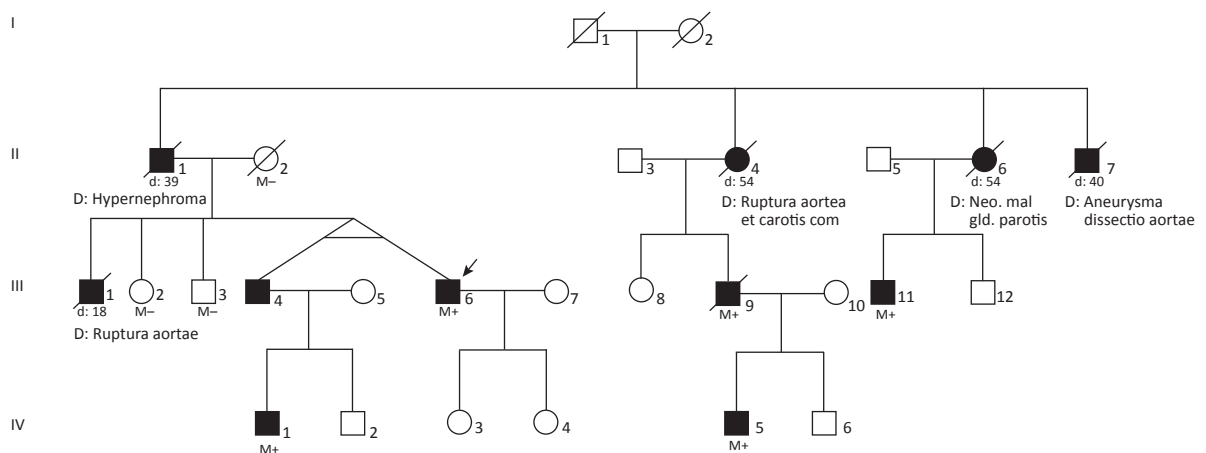 I
1
2
II
1
2
3
4
5
6
7
d: 39
M–
d: 54
d: 54
d: 40
D: Hypernephroma
D: Ruptura aortea
et carotis com
D: Neo. mal
gld. parotis
D: Aneurysma
dissectio aortae
III
1
2
3
4
5
6
7
8
9
10
11
12
d: 18
M–
M–
M+
M+
M+
D: Ruptura aortae
IV
1
2
3
4
5
6
M+
M+